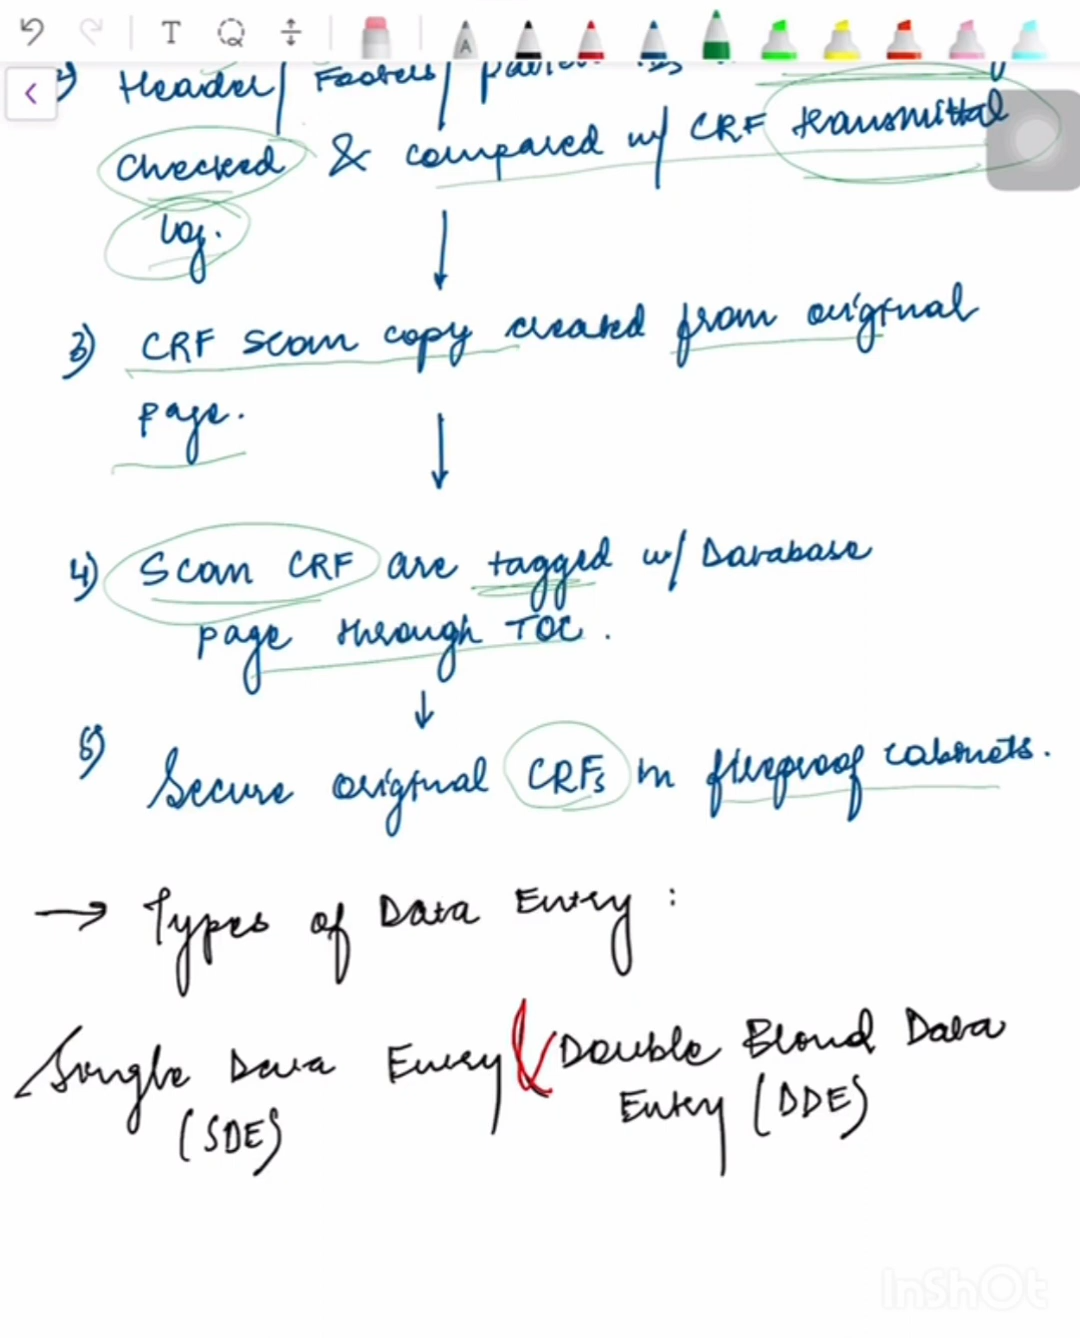 Header/ Footers/
Checked & compared w/ CRF transmittal
log.
3) CRF scan copy created from original
page.
4) Scan CRF are tagged w/ Database
page through TOC.
5) Secure original CRFs in fireproof cabinets.
→ Types of Data Entry :
Single Data Entry & Double Blind Data
(SDE) Entry (DDE)
InShOt